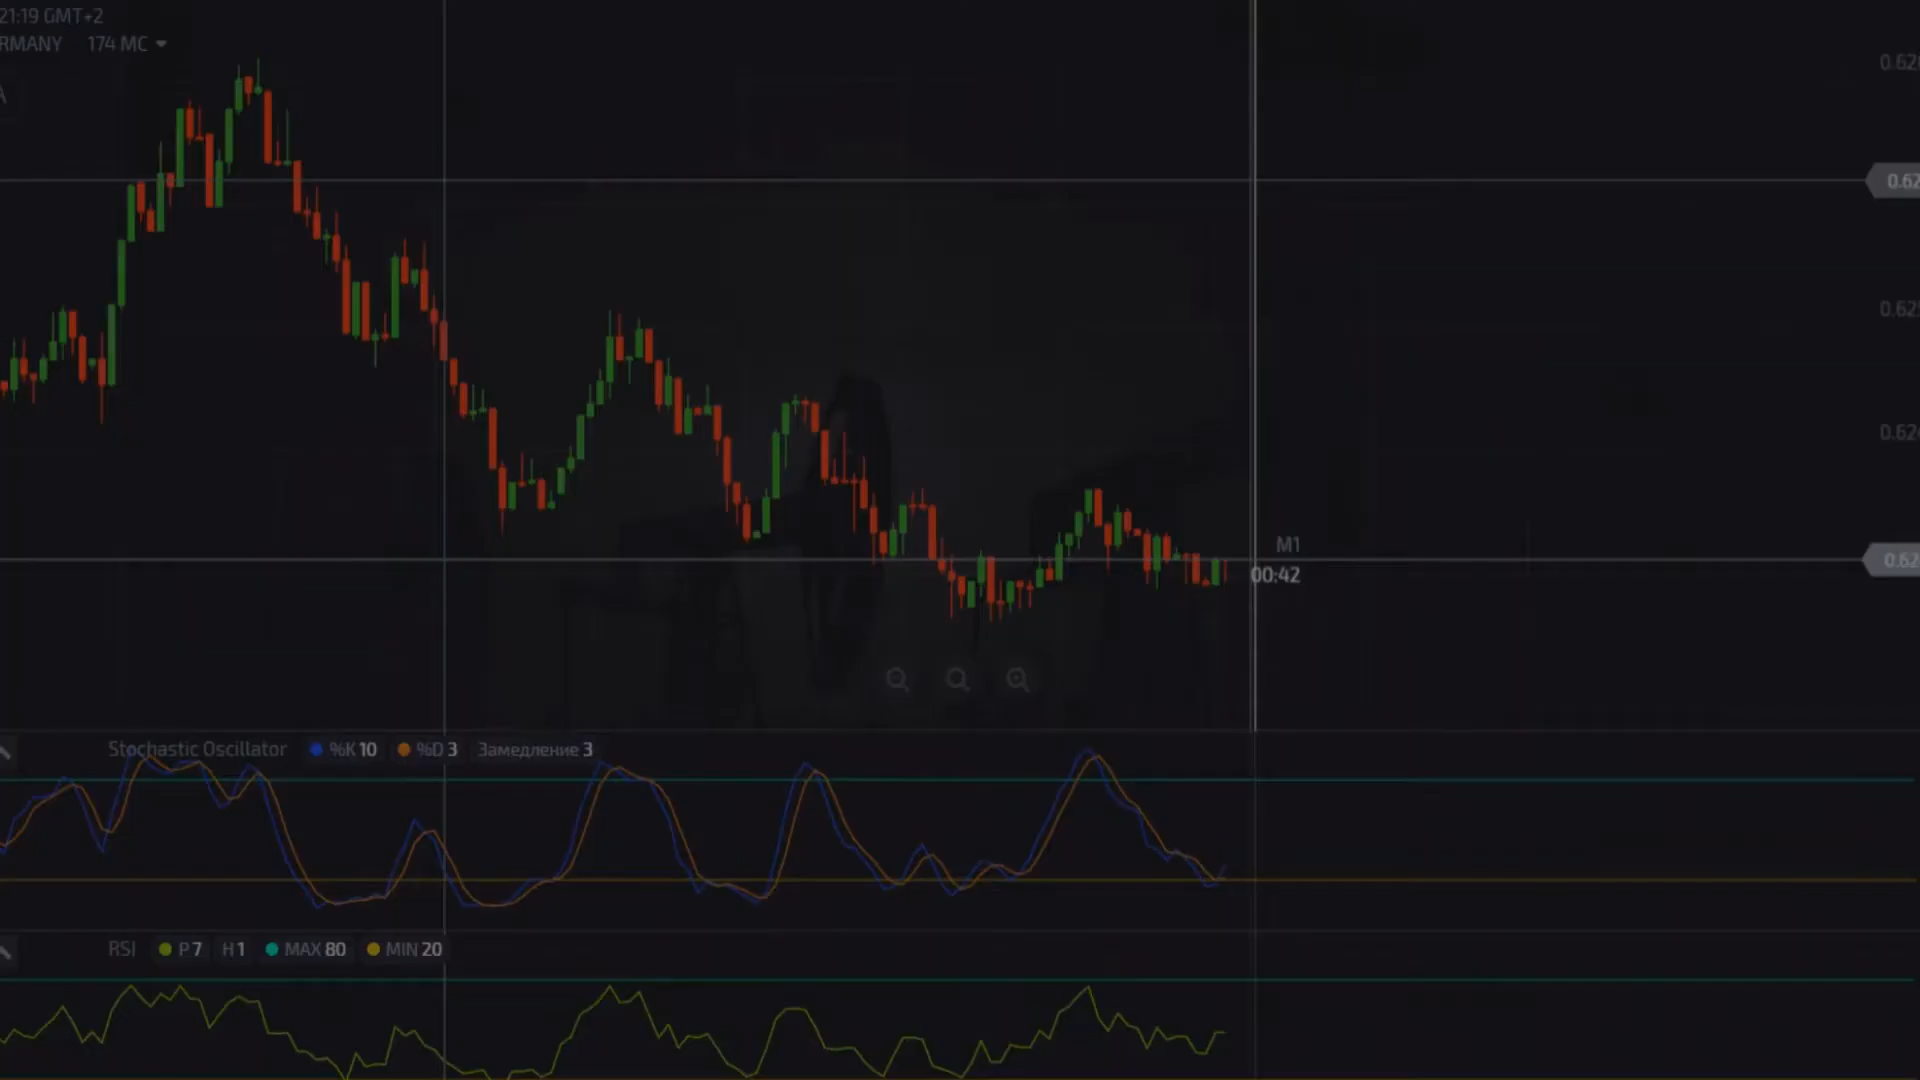 21:19 GMT+2
RMANY 174 MC
A
0.62
0.62
0.62
0.62
M1
0.62
00:42
Stochastic Oscillator %K 10 %D 3 Замедление 3
RSI P 7 H 1 MAX 80 MIN 20